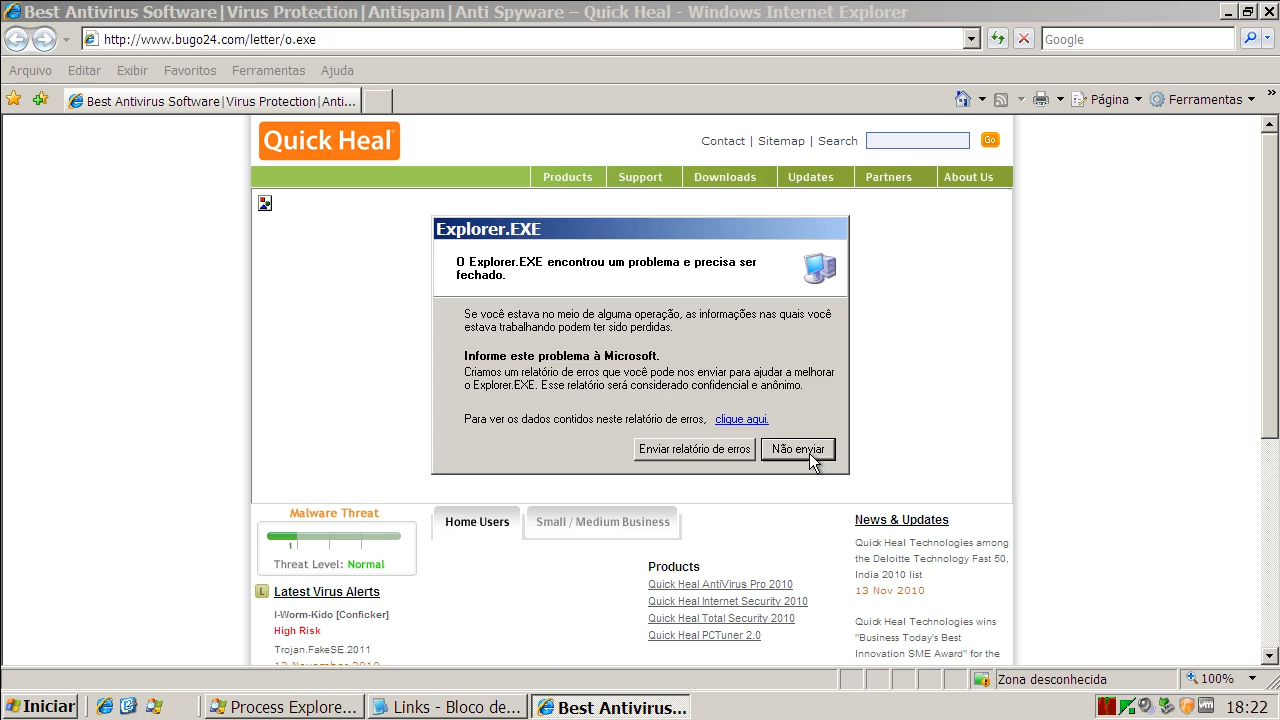 Best Antivirus Software|Virus Protection|Antispam|Anti Spyware – Quick Heal - Windows Internet Explorer
http://www.bugo24.com/letter/o.exe
Google
Arquivo Editar Exibir Favoritos Ferramentas Ajuda
Best Antivirus Software|Virus Protection|Anti...
Página Ferramentas »
Quick Heal
Contact | Sitemap | Search Go
Products Support Downloads Updates Partners About Us
Explorer.EXE
O Explorer.EXE encontrou um problema e precisa ser
fechado.
Se você estava no meio de alguma operação, as informações nas quais você
estava trabalhando podem ter sido perdidas.
Informe este problema à Microsoft.
Criamos um relatório de erros que você pode nos enviar para ajudar a melhorar
o Explorer.EXE. Esse relatório será considerado confidencial e anônimo.
Para ver os dados contidos neste relatório de erros, clique aqui.
Enviar relatório de erros Não enviar
Malware Threat
1
Threat Level: Normal
L Latest Virus Alerts
I-Worm-Kido [Conficker]
High Risk
Trojan.FakeSE.2011
13 November 2010
Home Users Small / Medium Business
Products
Quick Heal AntiVirus Pro 2010
Quick Heal Internet Security 2010
Quick Heal Total Security 2010
Quick Heal PCTuner 2.0
News & Updates
Quick Heal Technologies among
the Deloitte Technology Fast 50,
India 2010 list
13 Nov 2010
Quick Heal Technologies wins
"Business Today's Best
Innovation SME Award" for the
Zona desconhecida 100%
Iniciar Process Explore... Links - Bloco de... Best Antivirus... 18:22